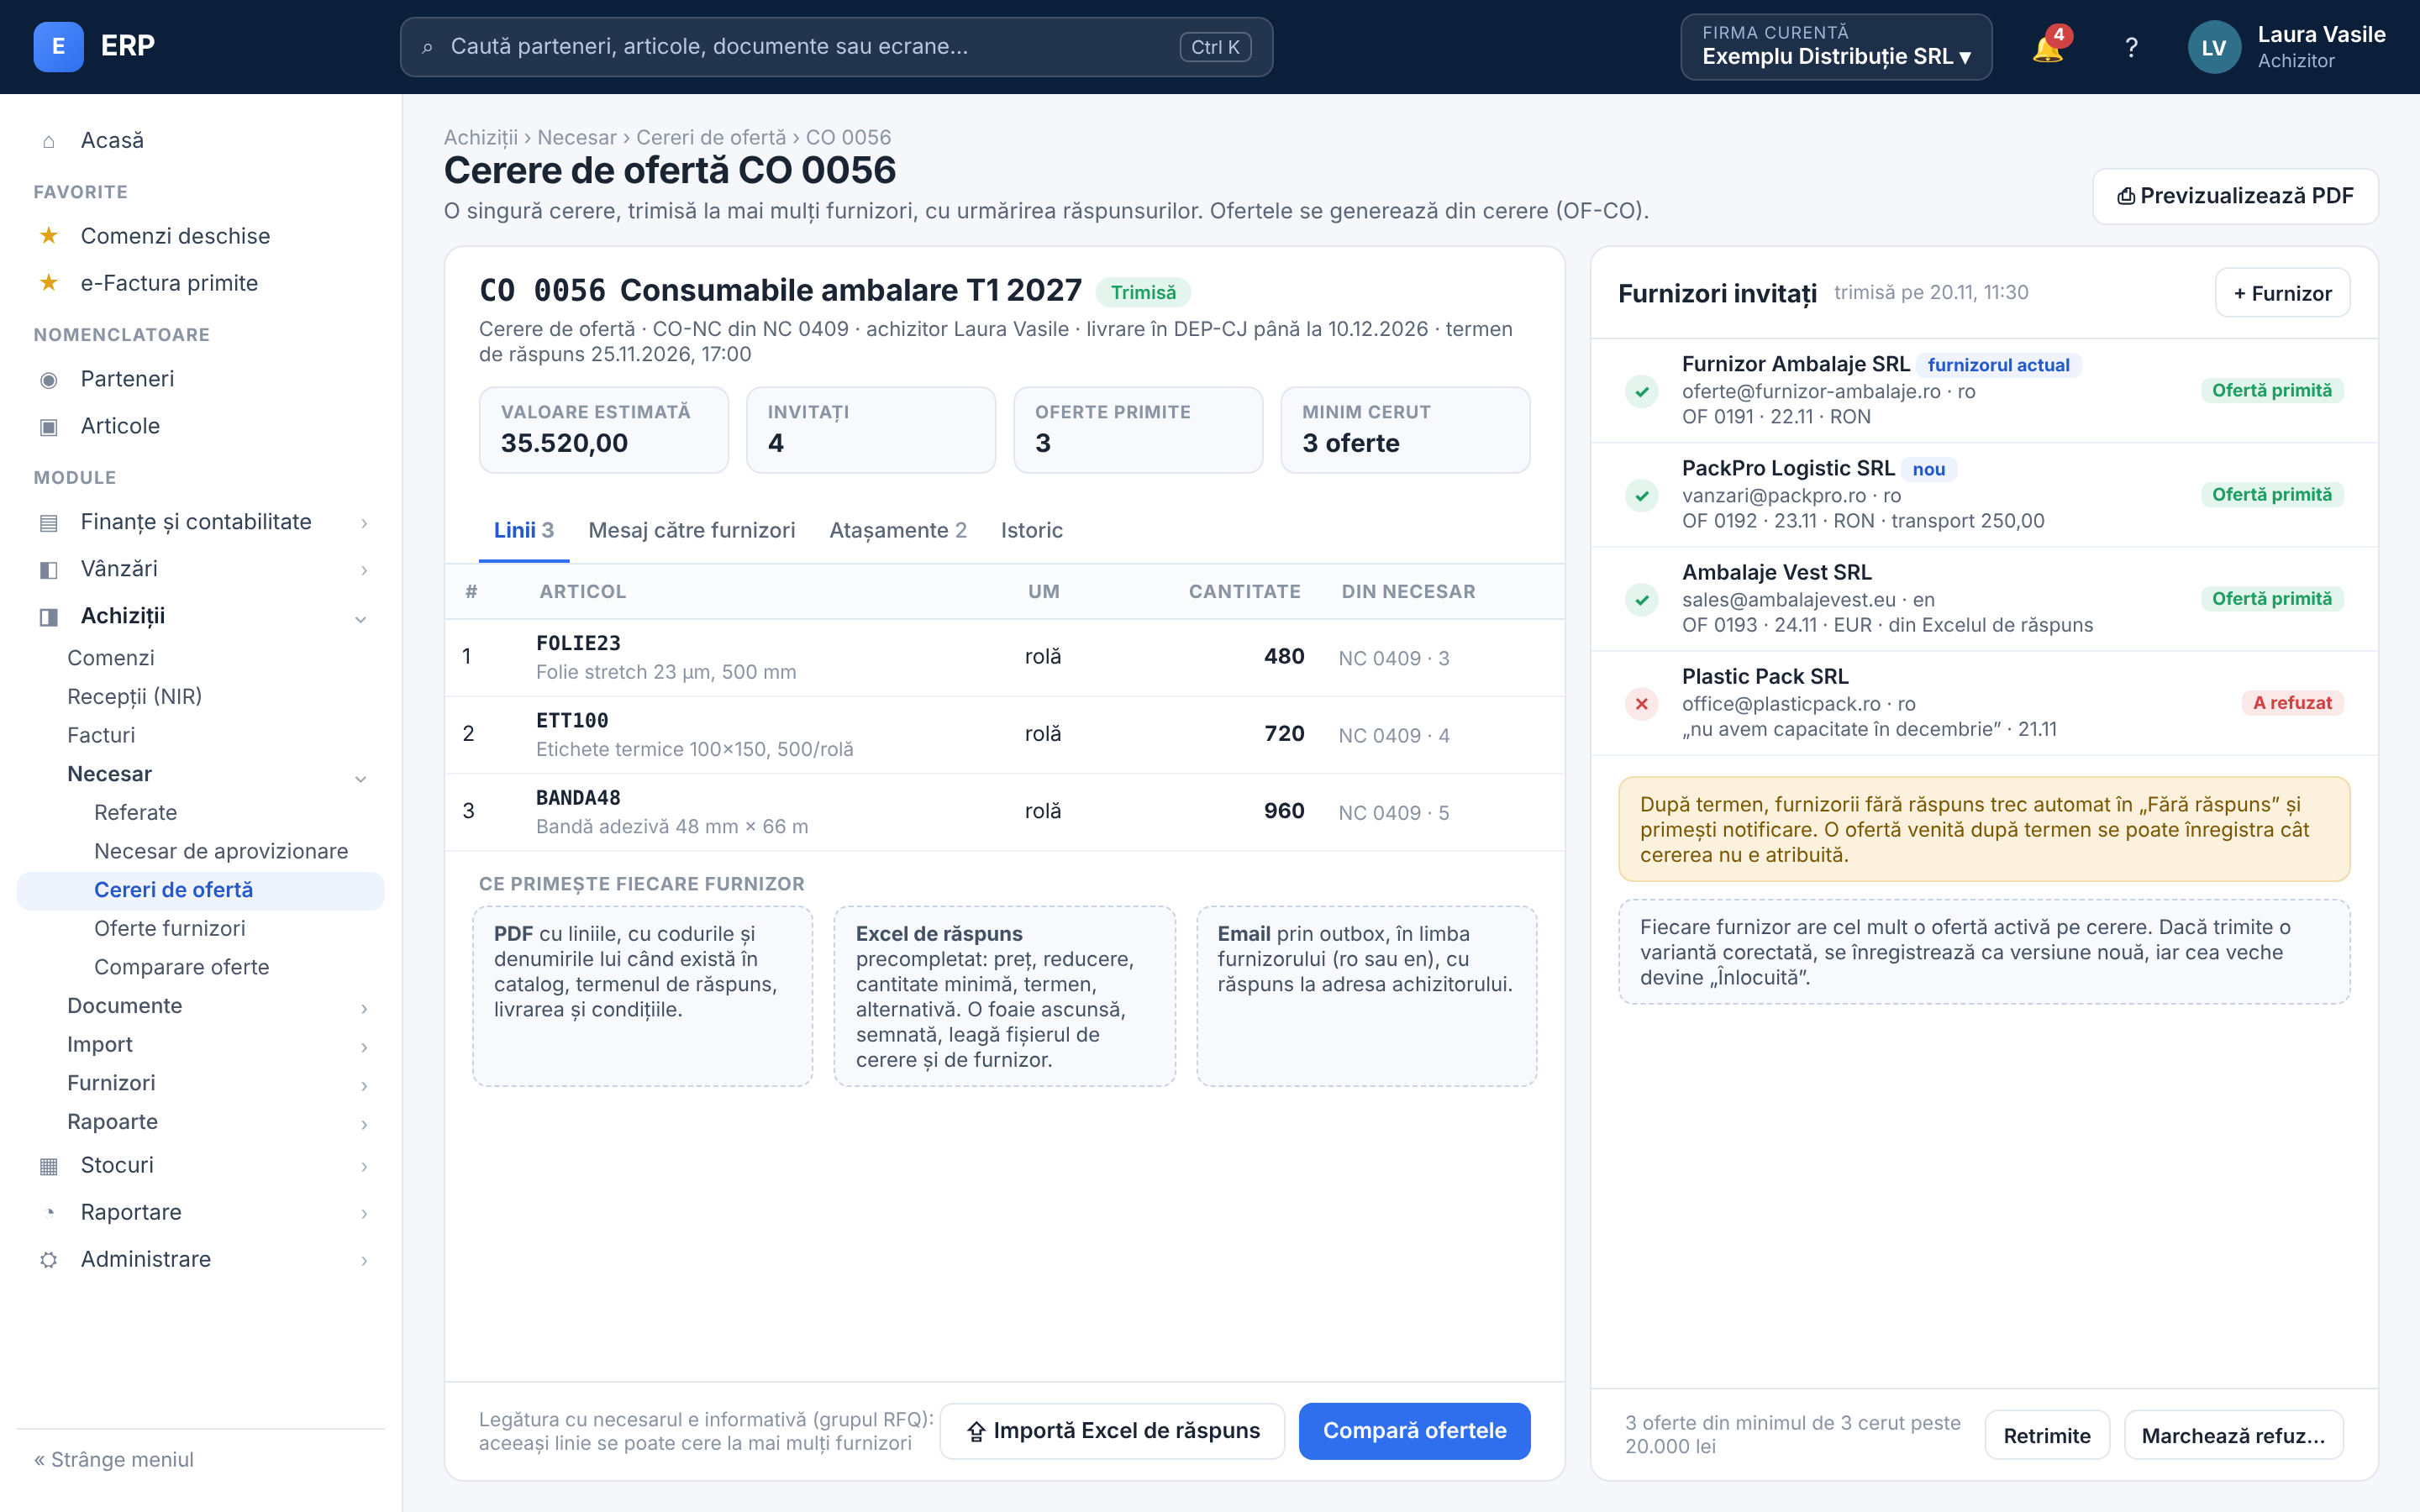 E ERP
Caută parteneri, articole, documente sau ecrane...
Ctrl K
FIRMA CURENTĂ
Exemplu Distribuție SRL ▾
4
?
LV
Laura Vasile
Achizitor
Acasă
FAVORITE
★ Comenzi deschise
★ e-Factura primite
NOMENCLATOARE
Parteneri
Articole
MODULE
Finanțe și contabilitate ›
Vânzări ›
Achiziții
Comenzi
Recepții (NIR)
Facturi
Necesar
Referate
Necesar de aprovizionare
Cereri de ofertă
Oferte furnizori
Comparare oferte
Documente ›
Import ›
Furnizori ›
Rapoarte ›
Stocuri ›
Raportare ›
Administrare ›
« Strânge meniul
Achiziții › Necesar › Cereri de ofertă › CO 0056
Cerere de ofertă CO 0056
O singură cerere, trimisă la mai mulți furnizori, cu urmărirea răspunsurilor. Ofertele se generează din cerere (OF-CO).
Previzualizează PDF
CO 0056 Consumabile ambalare T1 2027 Trimisă
Cerere de ofertă · CO-NC din NC 0409 · achizitor Laura Vasile · livrare în DEP-CJ până la 10.12.2026 · termen
de răspuns 25.11.2026, 17:00
VALOARE ESTIMATĂ
35.520,00
INVITAȚI
4
OFERTE PRIMITE
3
MINIM CERUT
3 oferte
Linii 3 Mesaj către furnizori Atașamente 2 Istoric
# ARTICOL UM CANTITATE DIN NECESAR
1 FOLIE23 rolă 480 NC 0409 · 3
Folie stretch 23 µm, 500 mm
2 ETT100 rolă 720 NC 0409 · 4
Etichete termice 100×150, 500/rolă
3 BANDA48 rolă 960 NC 0409 · 5
Bandă adezivă 48 mm × 66 m
CE PRIMEȘTE FIECARE FURNIZOR
PDF cu liniile, cu codurile și
denumirile lui când există în
catalog, termenul de răspuns,
livrarea și condițiile.
Excel de răspuns
precompletat: preț, reducere,
cantitate minimă, termen,
alternativă. O foaie ascunsă,
semnată, leagă fișierul de
cerere și de furnizor.
Email prin outbox, în limba
furnizorului (ro sau en), cu
răspuns la adresa achizitorului.
Legătura cu necesarul e informativă (grupul RFQ):
aceeași linie se poate cere la mai mulți furnizori
Importă Excel de răspuns
Compară ofertele
Furnizori invitați trimisă pe 20.11, 11:30
+ Furnizor
Furnizor Ambalaje SRL furnizorul actual
oferte@furnizor-ambalaje.ro · ro
OF 0191 · 22.11 · RON
Ofertă primită
PackPro Logistic SRL nou
vanzari@packpro.ro · ro
OF 0192 · 23.11 · RON · transport 250,00
Ofertă primită
Ambalaje Vest SRL
sales@ambalajevest.eu · en
OF 0193 · 24.11 · EUR · din Excelul de răspuns
Ofertă primită
Plastic Pack SRL
office@plasticpack.ro · ro
„nu avem capacitate în decembrie” · 21.11
A refuzat
După termen, furnizorii fără răspuns trec automat în „Fără răspuns” și
primești notificare. O ofertă venită după termen se poate înregistra cât
cererea nu e atribuită.
Fiecare furnizor are cel mult o ofertă activă pe cerere. Dacă trimite o
variantă corectată, se înregistrează ca versiune nouă, iar cea veche
devine „Înlocuită”.
3 oferte din minimul de 3 cerut peste
20.000 lei
Retrimite
Marchează refuz...